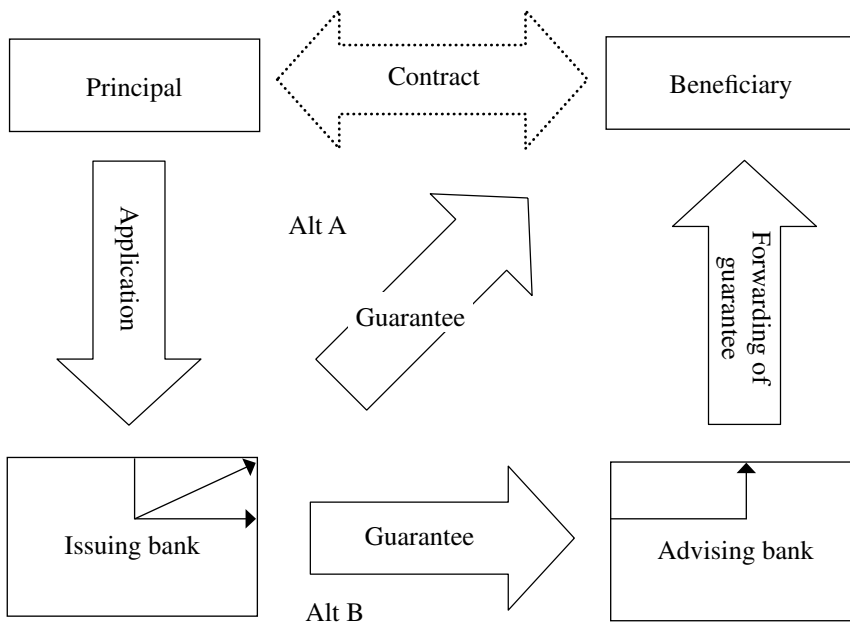 Principal
Contract
Beneficiary
Application
Alt A
Guarantee
Forwarding of
guarantee
Issuing bank
Guarantee
Advising bank
Alt B